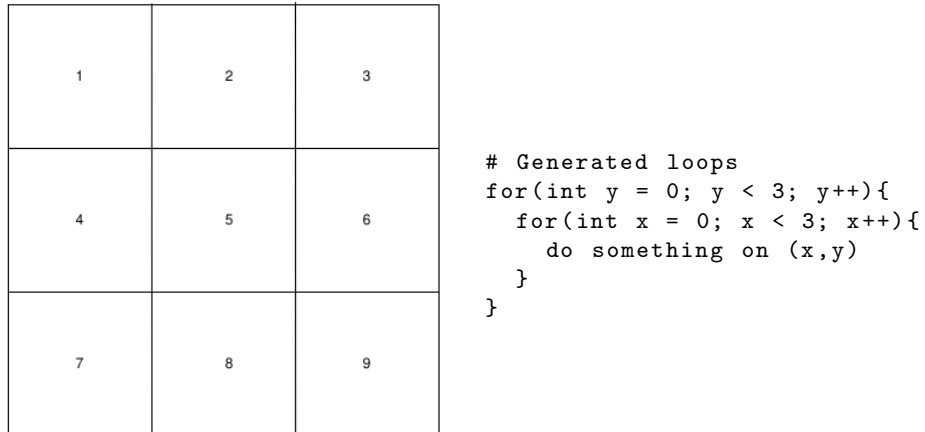 1 2 3
4 5 6
7 8 9
# Generated loops
for(int y = 0; y < 3; y++){
  for(int x = 0; x < 3; x++){
    do something on (x,y)
  }
}